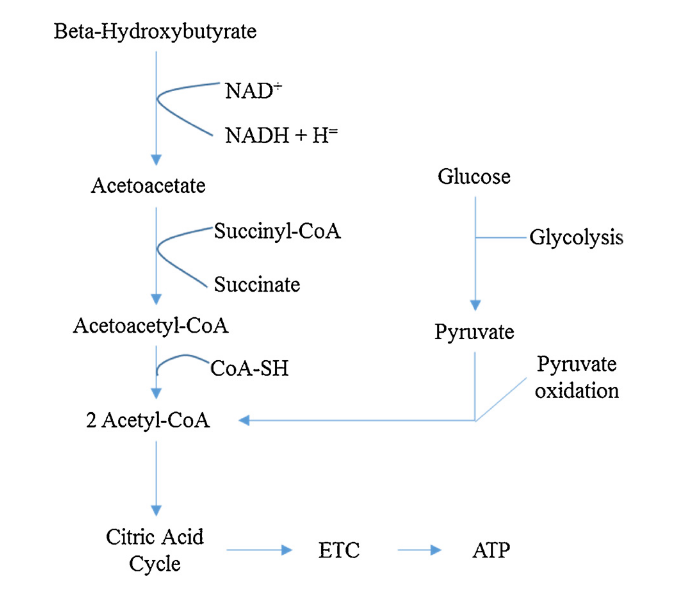 Beta-Hydroxybutyrate
NAD⁺
NADH + H⁼
Acetoacetate
Succinyl-CoA
Succinate
Acetoacetyl-CoA
CoA-SH
2 Acetyl-CoA
Glucose
Glycolysis
Pyruvate
Pyruvate
oxidation
Citric Acid
Cycle
ETC
ATP